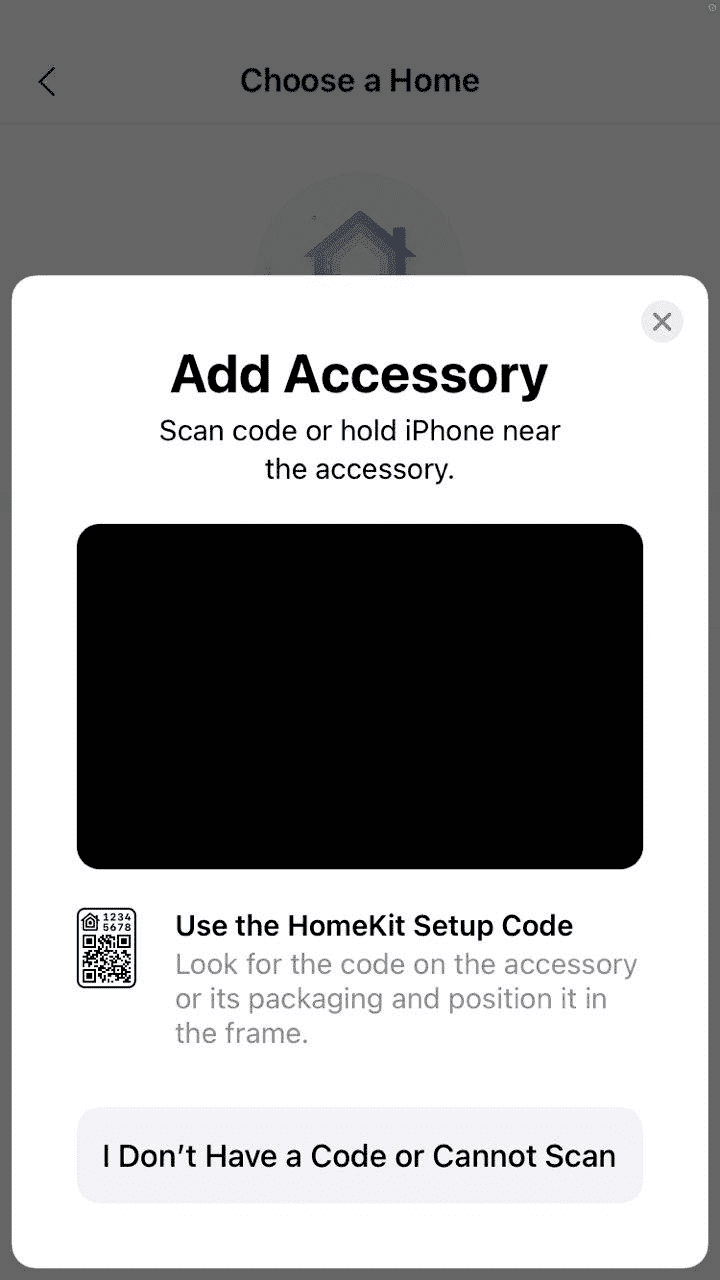 Choose a Home
Add Accessory
Scan code or hold iPhone near
the accessory.
1234
5678
Use the HomeKit Setup Code
Look for the code on the accessory
or its packaging and position it in
the frame.
I Don’t Have a Code or Cannot Scan